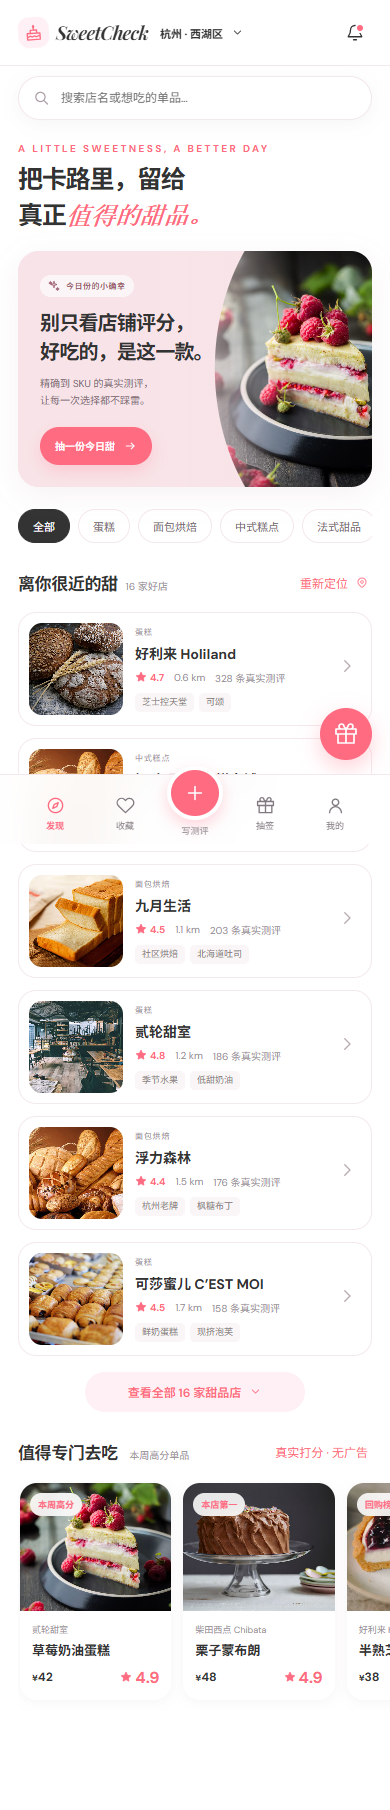 SweetCheck 杭州 · 西湖区
搜索店名或想吃的单品...
A LITTLE SWEETNESS, A BETTER DAY
把卡路里，留给
真正值得的甜品。
今日份的小确幸
别只看店铺评分，
好吃的，是这一款。
精确到 SKU 的真实测评，
让每一次选择都不踩雷。
抽一份今日甜
全部 蛋糕 面包烘焙 中式糕点 法式甜品
离你很近的甜 16 家好店 重新定位
蛋糕
好利来 Holiland
4.7 0.6 km 328 条真实测评
芝士控天堂 可颂
中式糕点
发现 收藏 写测评 抽签 我的
面包烘焙
九月生活
4.5 1.1 km 203 条真实测评
社区烘焙 北海道吐司
蛋糕
贰轮甜室
4.8 1.2 km 186 条真实测评
季节水果 低甜奶油
面包烘焙
浮力森林
4.4 1.5 km 176 条真实测评
杭州老牌 枫糖布丁
蛋糕
可莎蜜儿 C'EST MOI
4.5 1.7 km 158 条真实测评
鲜奶蛋糕 现挤泡芙
查看全部 16 家甜品店
值得专门去吃 本周高分单品 真实打分 · 无广告
本周高分
贰轮甜室
草莓奶油蛋糕
¥42 4.9
本店第一
柴田西点 Chibata
栗子蒙布朗
¥48 4.9
回购榜
好利来
半熟芝
¥38